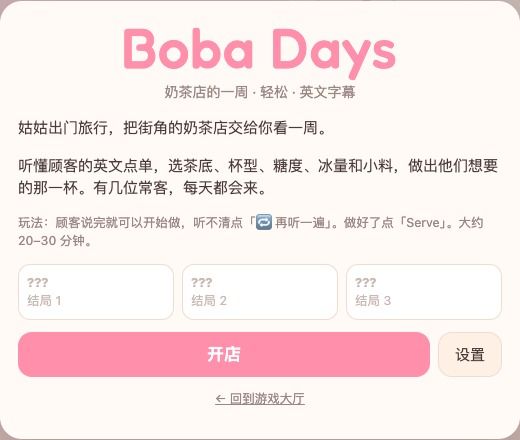 Boba Days
奶茶店的一周 · 轻松 · 英文字幕
姑姑出门旅行，把街角的奶茶店交给你看一周。
听懂顾客的英文点单，选茶底、杯型、糖度、冰量和小料，做出他们想要
的那一杯。有几位常客，每天都会来。
玩法：顾客说完就可以开始做，听不清点「🔁 再听一遍」。做好了点「Serve」。大约
20–30 分钟。
??? ??? ???
结局 1 结局 2 结局 3
开店 设置
← 回到游戏大厅